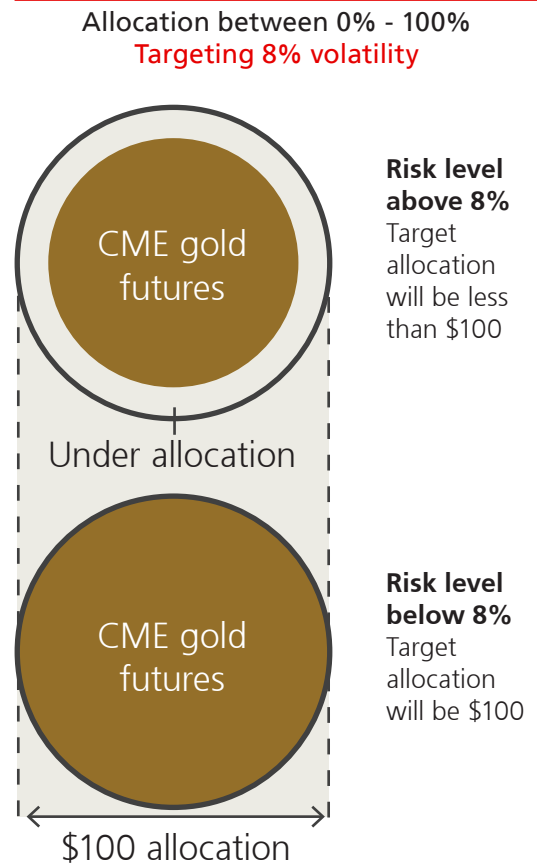 Allocation between 0% - 100%
Targeting 8% volatility
CME gold
futures
Risk level
above 8%
Target
allocation
will be less
than $100
Under allocation
CME gold
futures
Risk level
below 8%
Target
allocation
will be $100
$100 allocation